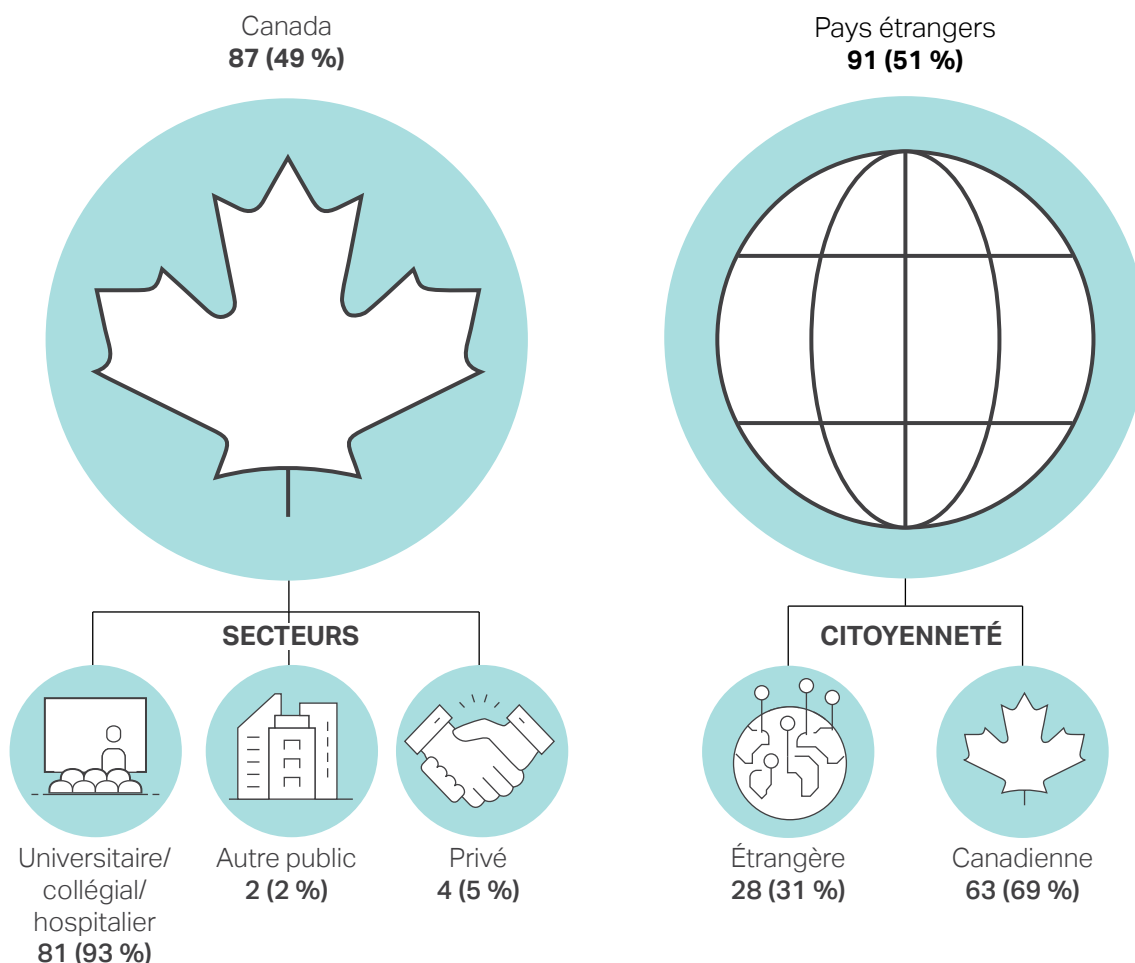 Canada
87 (49 %)
Pays étrangers
91 (51 %)
SECTEURS
Universitaire/
collégial/
hospitalier
81 (93 %)
Autre public
2 (2 %)
Privé
4 (5 %)
CITOYENNETÉ
Étrangère
28 (31 %)
Canadienne
63 (69 %)